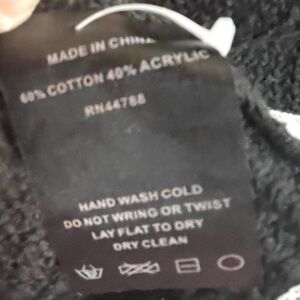 MADE IN CHINA
60% COTTON 40% ACRYLIC
RN44788
HAND WASH COLD
DO NOT WRING OR TWIST
LAY FLAT TO DRY
DRY CLEAN